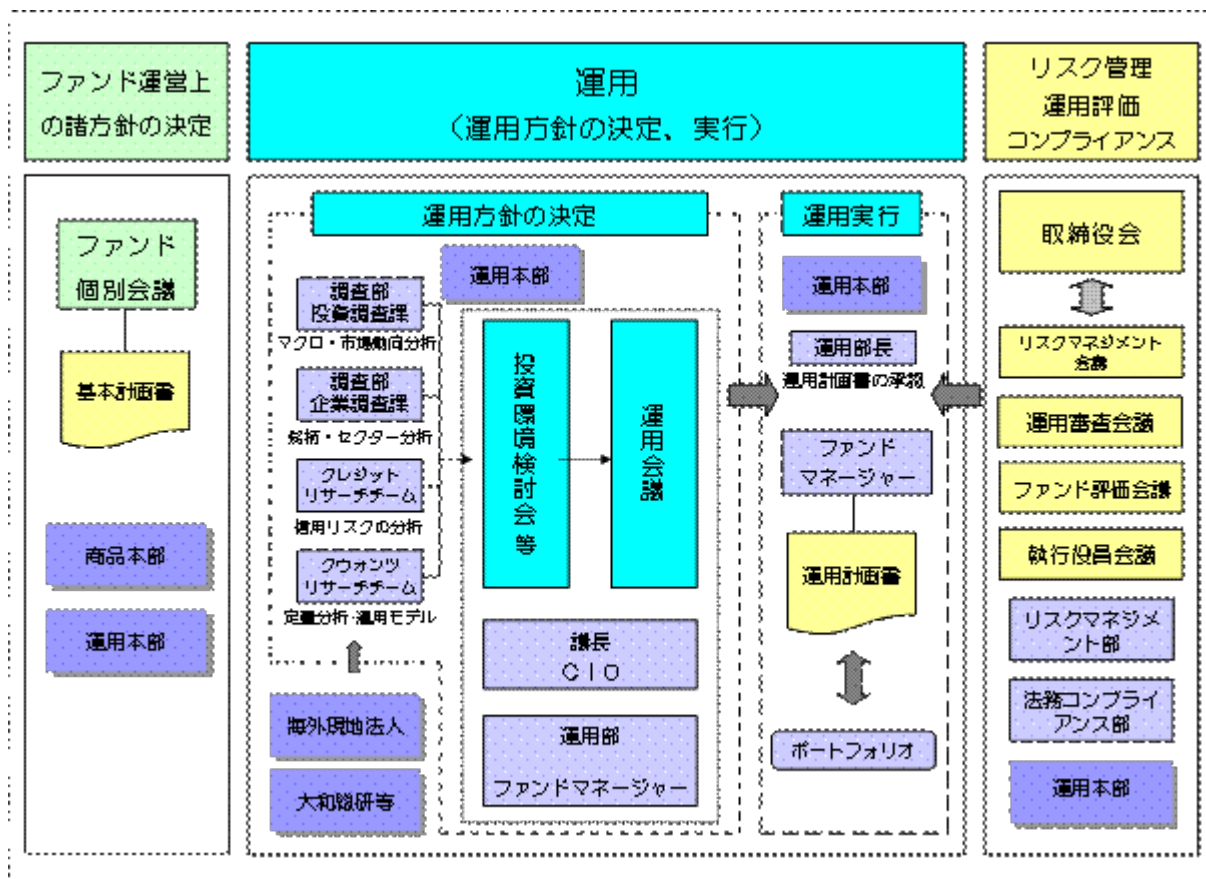 ファンド運営上
の諸方針の決定
運用
（運用方針の決定、実行）
リスク管理
運用評価
コンプライアンス
ファンド
個別会議
基本計画書
商品本部
運用本部
運用方針の決定
運用本部
調査部
投資調査課
マクロ・市場動向分析
調査部
企業調査課
銘柄・セクター分析
クレジット
リサーチチーム
信用リスクの分析
クウォンツ
リサーチチーム
定量分析・運用モデル
海外現地法人
大和総研等
投資環境検討会等
運用会議
議長
ＣＩＯ
運用部
ファンドマネージャー
運用実行
運用本部
運用部長
運用計画書の承認
ファンド
マネージャー
運用計画書
ポートフォリオ
取締役会
リスクマネジメント
会議
運用審査会議
ファンド評価会議
執行役員会議
リスクマネジメ
ント部
法務コンプライ
アンス部
運用本部